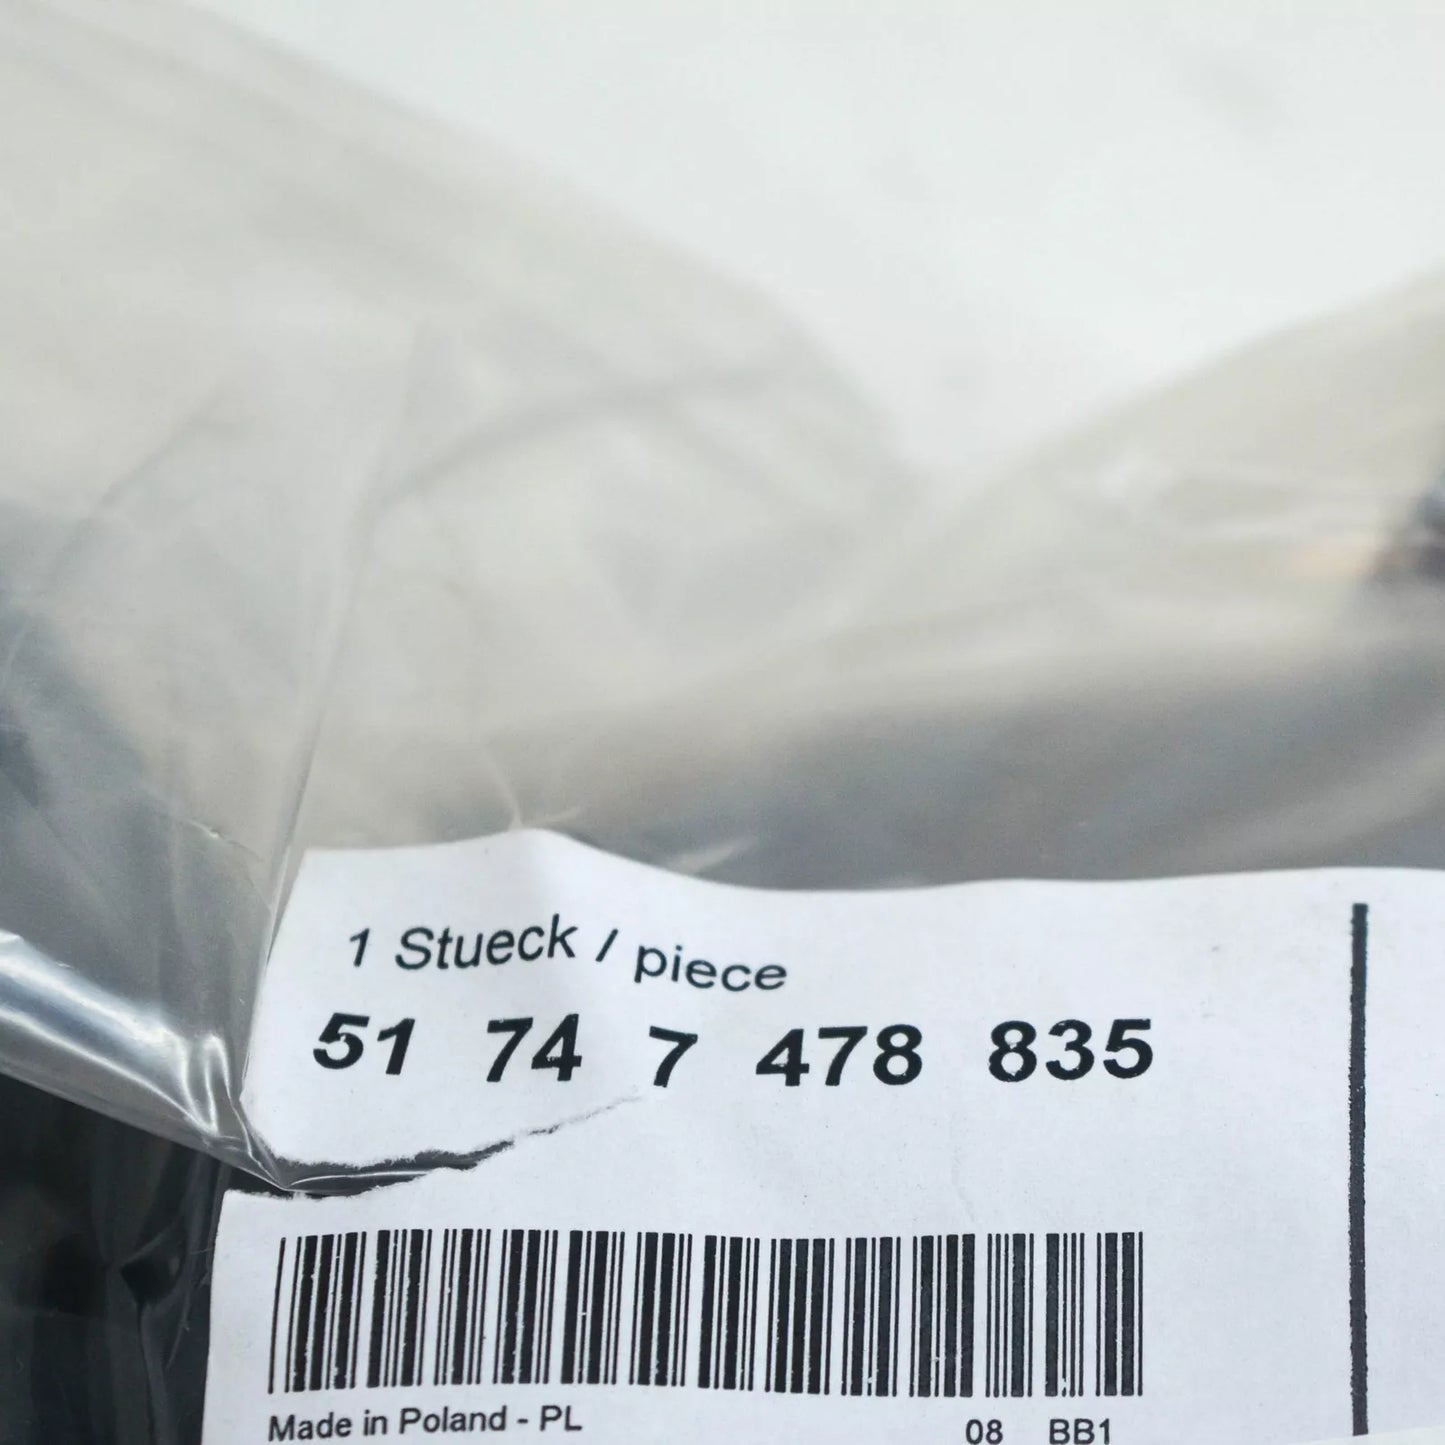 1 Stueck / piece
51 74 7 478 835
Made in Poland - PL 08 BB1